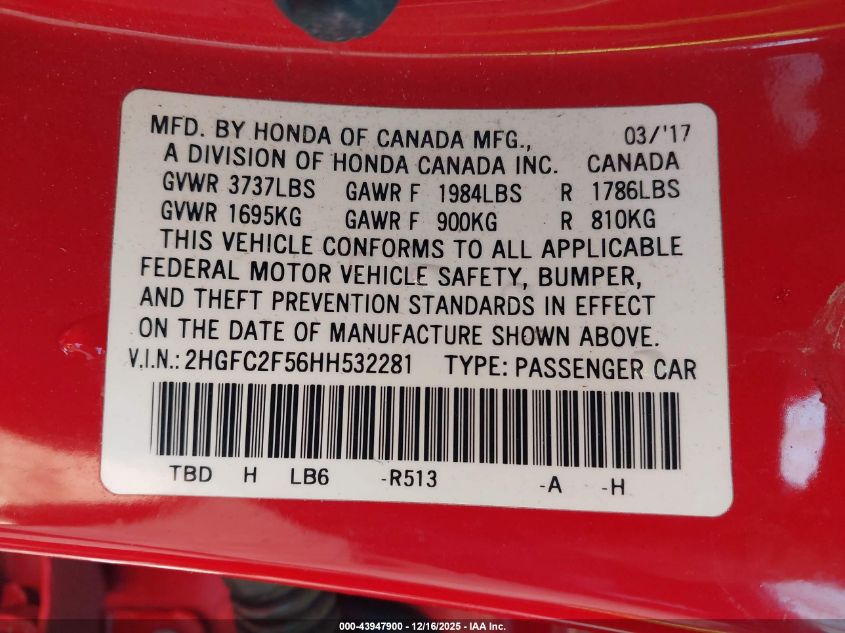 MFD. BY HONDA OF CANADA MFG., 03/'17
A DIVISION OF HONDA CANADA INC. CANADA
GVWR 3737LBS GAWR F 1984LBS R 1786LBS
GVWR 1695KG GAWR F 900KG R 810KG
THIS VEHICLE CONFORMS TO ALL APPLICABLE
FEDERAL MOTOR VEHICLE SAFETY, BUMPER,
AND THEFT PREVENTION STANDARDS IN EFFECT
ON THE DATE OF MANUFACTURE SHOWN ABOVE.
V.I.N.: 2HGFC2F56HH532281 TYPE: PASSENGER CAR
TBD H LB6 -R513 -A -H
000-43947900 - 12/16/2025 - IAA Inc.